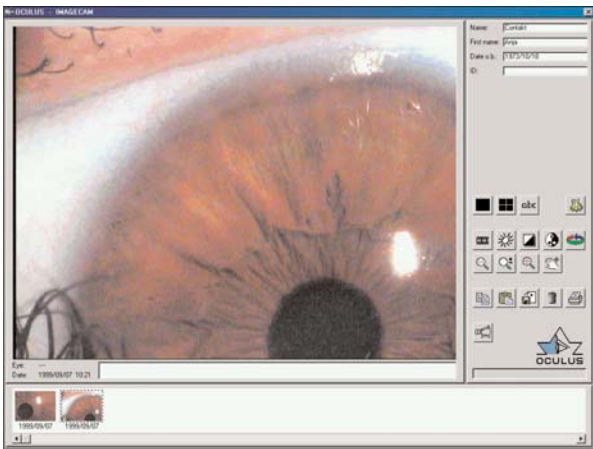 OCULUS - IMAGECAM
Name: Contakt
First name: Anja
Date o.b.: 1973/10/10
ID:
abc
Eye: ---
Date: 1999/09/07 10:21
OCULUS
1999/09/07
1999/09/07